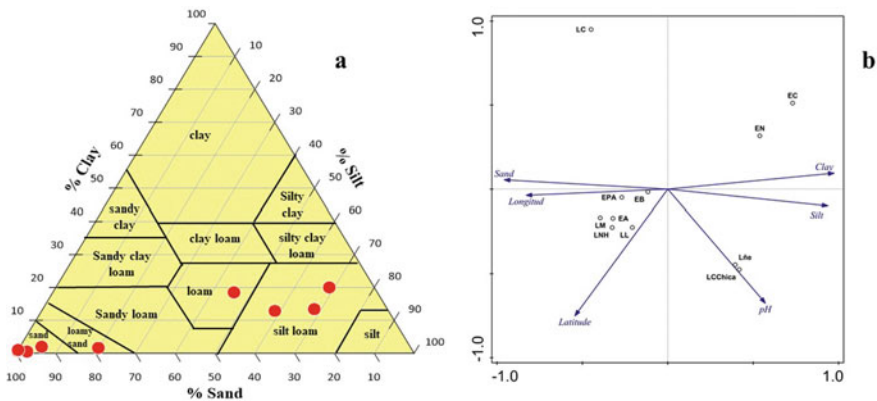 a
100
100
10
90
20
80
30
70
40
60
50
50
60
40
70
30
80
20
90
10
100
% Clay
% Silt
clay
Silty
clay
sandy
clay
clay loam
silty clay
loam
Sandy clay
loam
loam
Sandy loam
silt loam
silt
sand
loamy
sand
100 90 80 70 60 50 40 30 20 10
% Sand
b
1.0
-1.0
-1.0
1.0
LC
EC
EN
Clay
Sand
Longitud
Silt
EPA
EB
LM
EA
LNH
LL
Lñe
LCChica
pH
Latitude